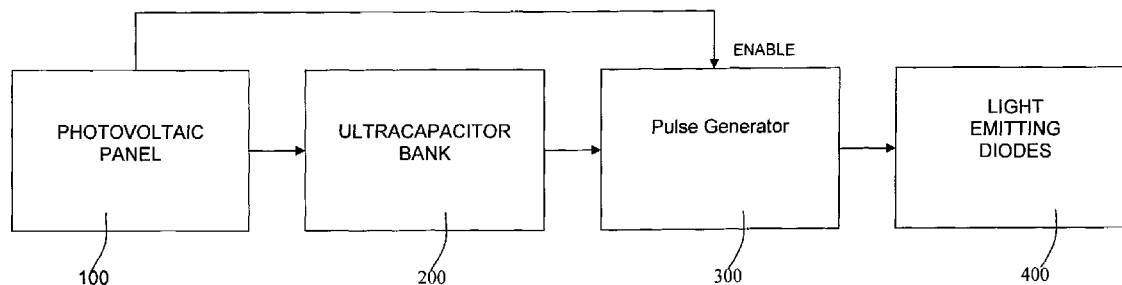 ENABLE
PHOTOVOLTAIC
PANEL
ULTRACAPACITOR
BANK
Pulse Generator
LIGHT
EMITTING
DIODES
100
200
300
400